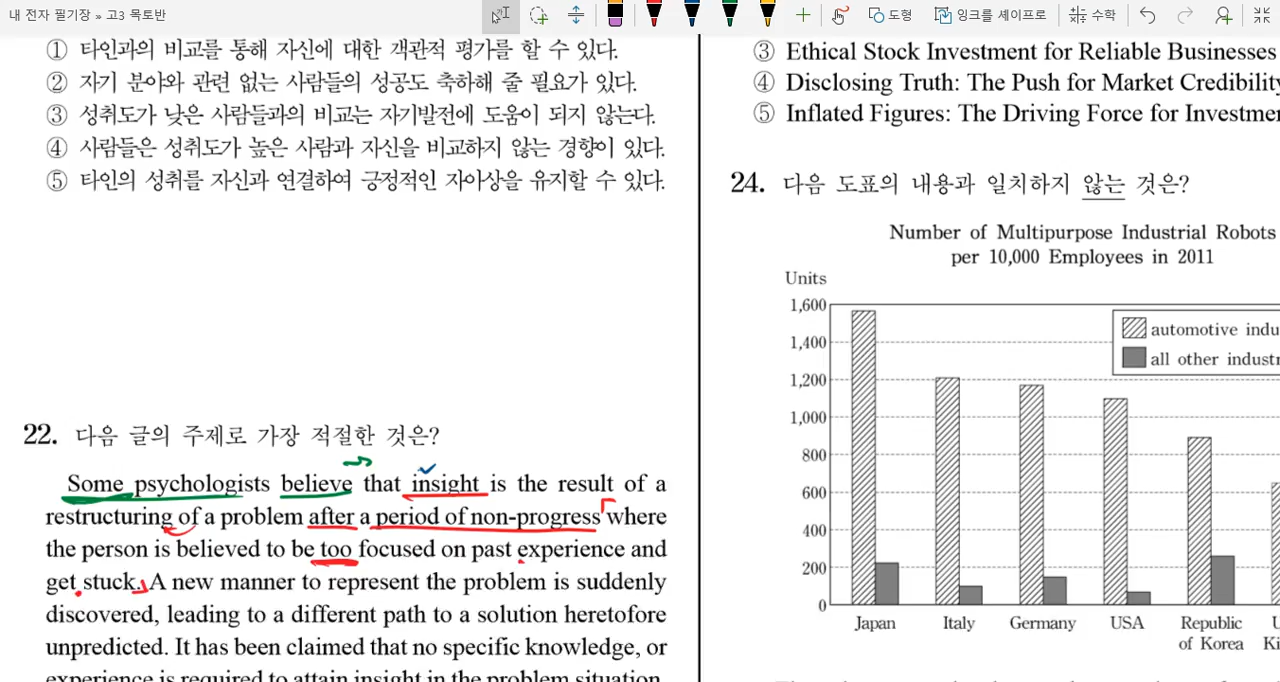 내 전자 필기장 » 고3 목토반
도형
잉크를 셰이프로
수학
① 타인과의 비교를 통해 자신에 대한 객관적 평가를 할 수 있다.
② 자기 분야와 관련 없는 사람들의 성공도 축하해 줄 필요가 있다.
③ 성취도가 낮은 사람들과의 비교는 자기발전에 도움이 되지 않는다.
④ 사람들은 성취도가 높은 사람과 자신을 비교하지 않는 경향이 있다.
⑤ 타인의 성취를 자신과 연결하여 긍정적인 자아상을 유지할 수 있다.
22. 다음 글의 주제로 가장 적절한 것은?
Some psychologists believe that insight is the result of a
restructuring of a problem after a period of non-progress where
the person is believed to be too focused on past experience and
get stuck. A new manner to represent the problem is suddenly
discovered, leading to a different path to a solution heretofore
unpredicted. It has been claimed that no specific knowledge, or
experience is required to attain insight in the problem situation.
③ Ethical Stock Investment for Reliable Businesses
④ Disclosing Truth: The Push for Market Credibility
⑤ Inflated Figures: The Driving Force for
24. 다음 도표의 내용과 일치하지 않는 것은?
Number of Multipurpose Industrial Robots
per 10,000 Employees in 2011
Units
1,600
1,400
1,200
1,000
800
600
400
200
0
automotive
all other
Japan
Italy
Germany
USA
Republic
of Korea